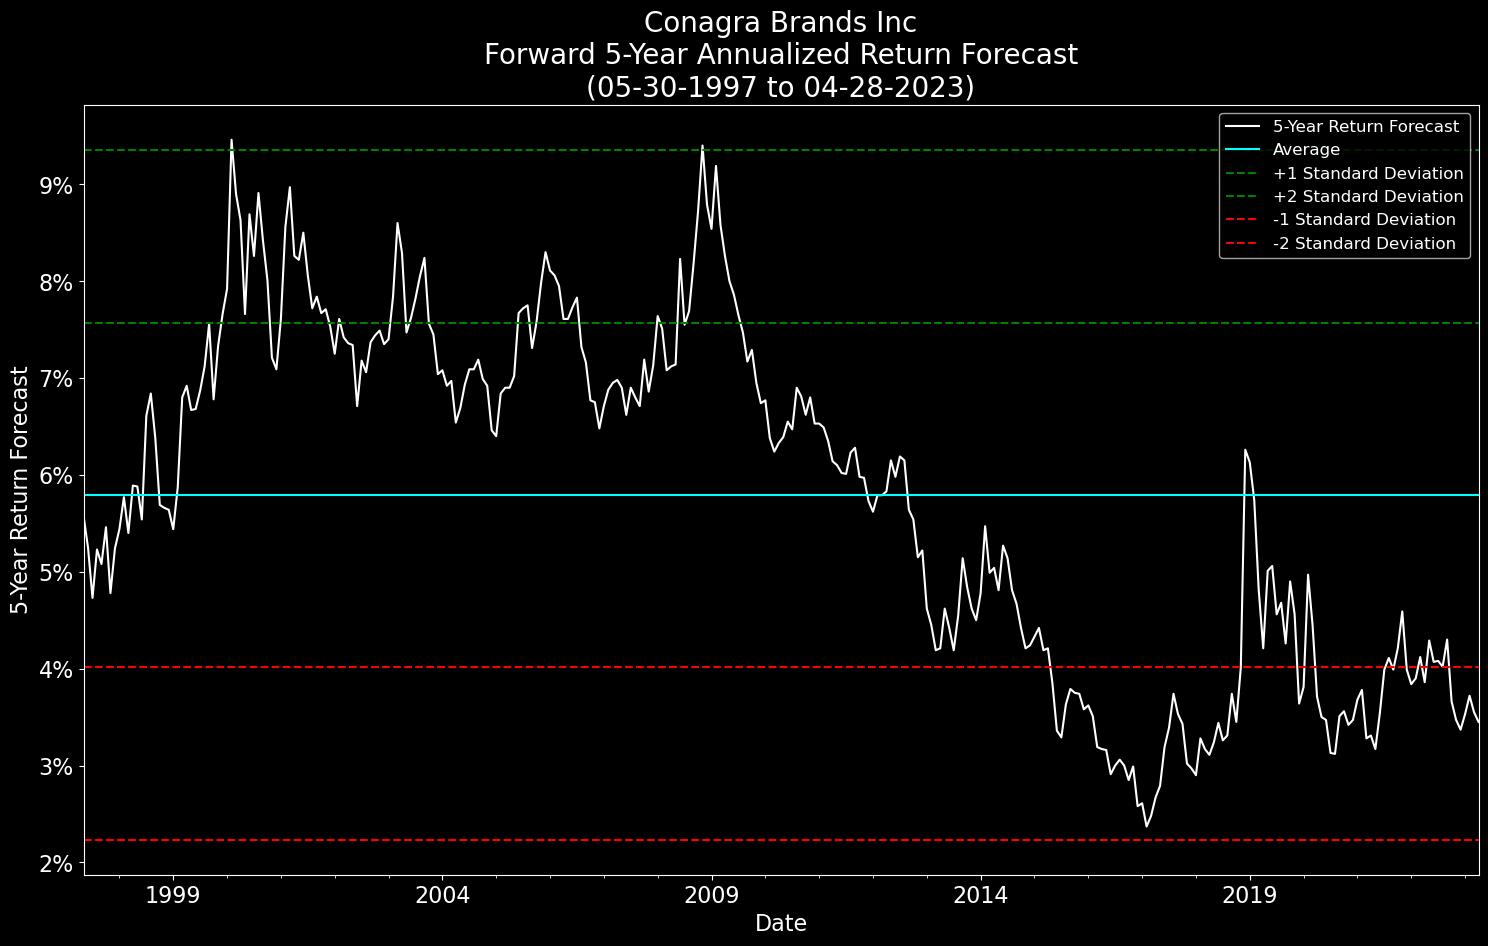 Conagra Brands Inc
Forward 5-Year Annualized Return Forecast
(05-30-1997 to 04-28-2023)
5-Year Return Forecast
Average
+1 Standard Deviation
+2 Standard Deviation
-1 Standard Deviation
-2 Standard Deviation
9%
8%
7%
6%
5%
4%
3%
2%
5-Year Return Forecast
1999
2004
2009
2014
2019
Date